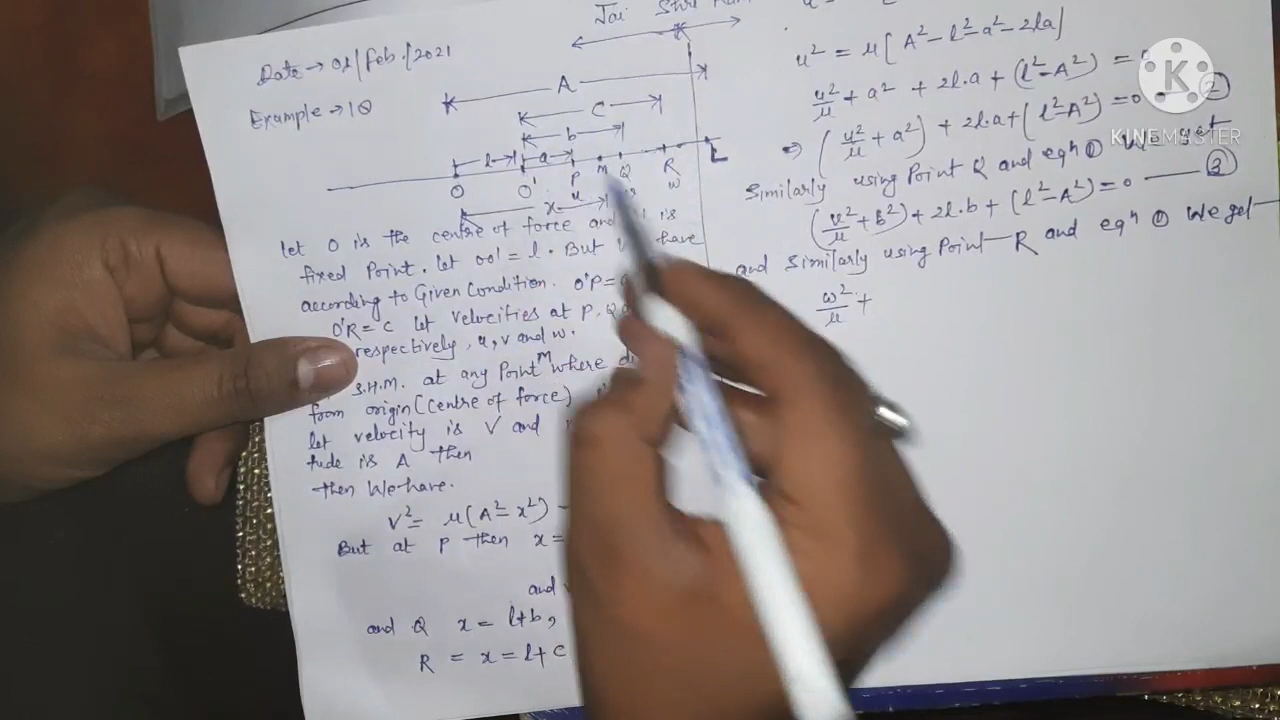 Jai Shri
Date → 01/Feb./2021
Example → 10
A
c
b
l a
O O' P M Q R L
u w
x
let O is the centre of force and is
fixed Point. let OO' = l. But have
according to Given Condition. O'P =
O'R = C let velocities at P, Q
respectively, u, v and w.
S.H.M. at any Point M where
from origin (centre of force)
let velocity is V and
tude is A then
then We have.
V² = μ(A² - x²) -
But at P then x =
and
and Q x = l+b,
R = x = l+c
u² = μ[A² - l² - a² - 2la]
u²/μ + a² + 2l.a + (l² - A²) =
⇒ (u²/μ + a²) + 2l.a + (l² - A²) = 0 - ②
Similarly using Point Q and eqⁿ ① We get
(v²/μ + b²) + 2l.b + (l² - A²) = 0 — ③
and Similarly using Point R and eqⁿ ① We get —
w²/μ +
K
KINEMASTER